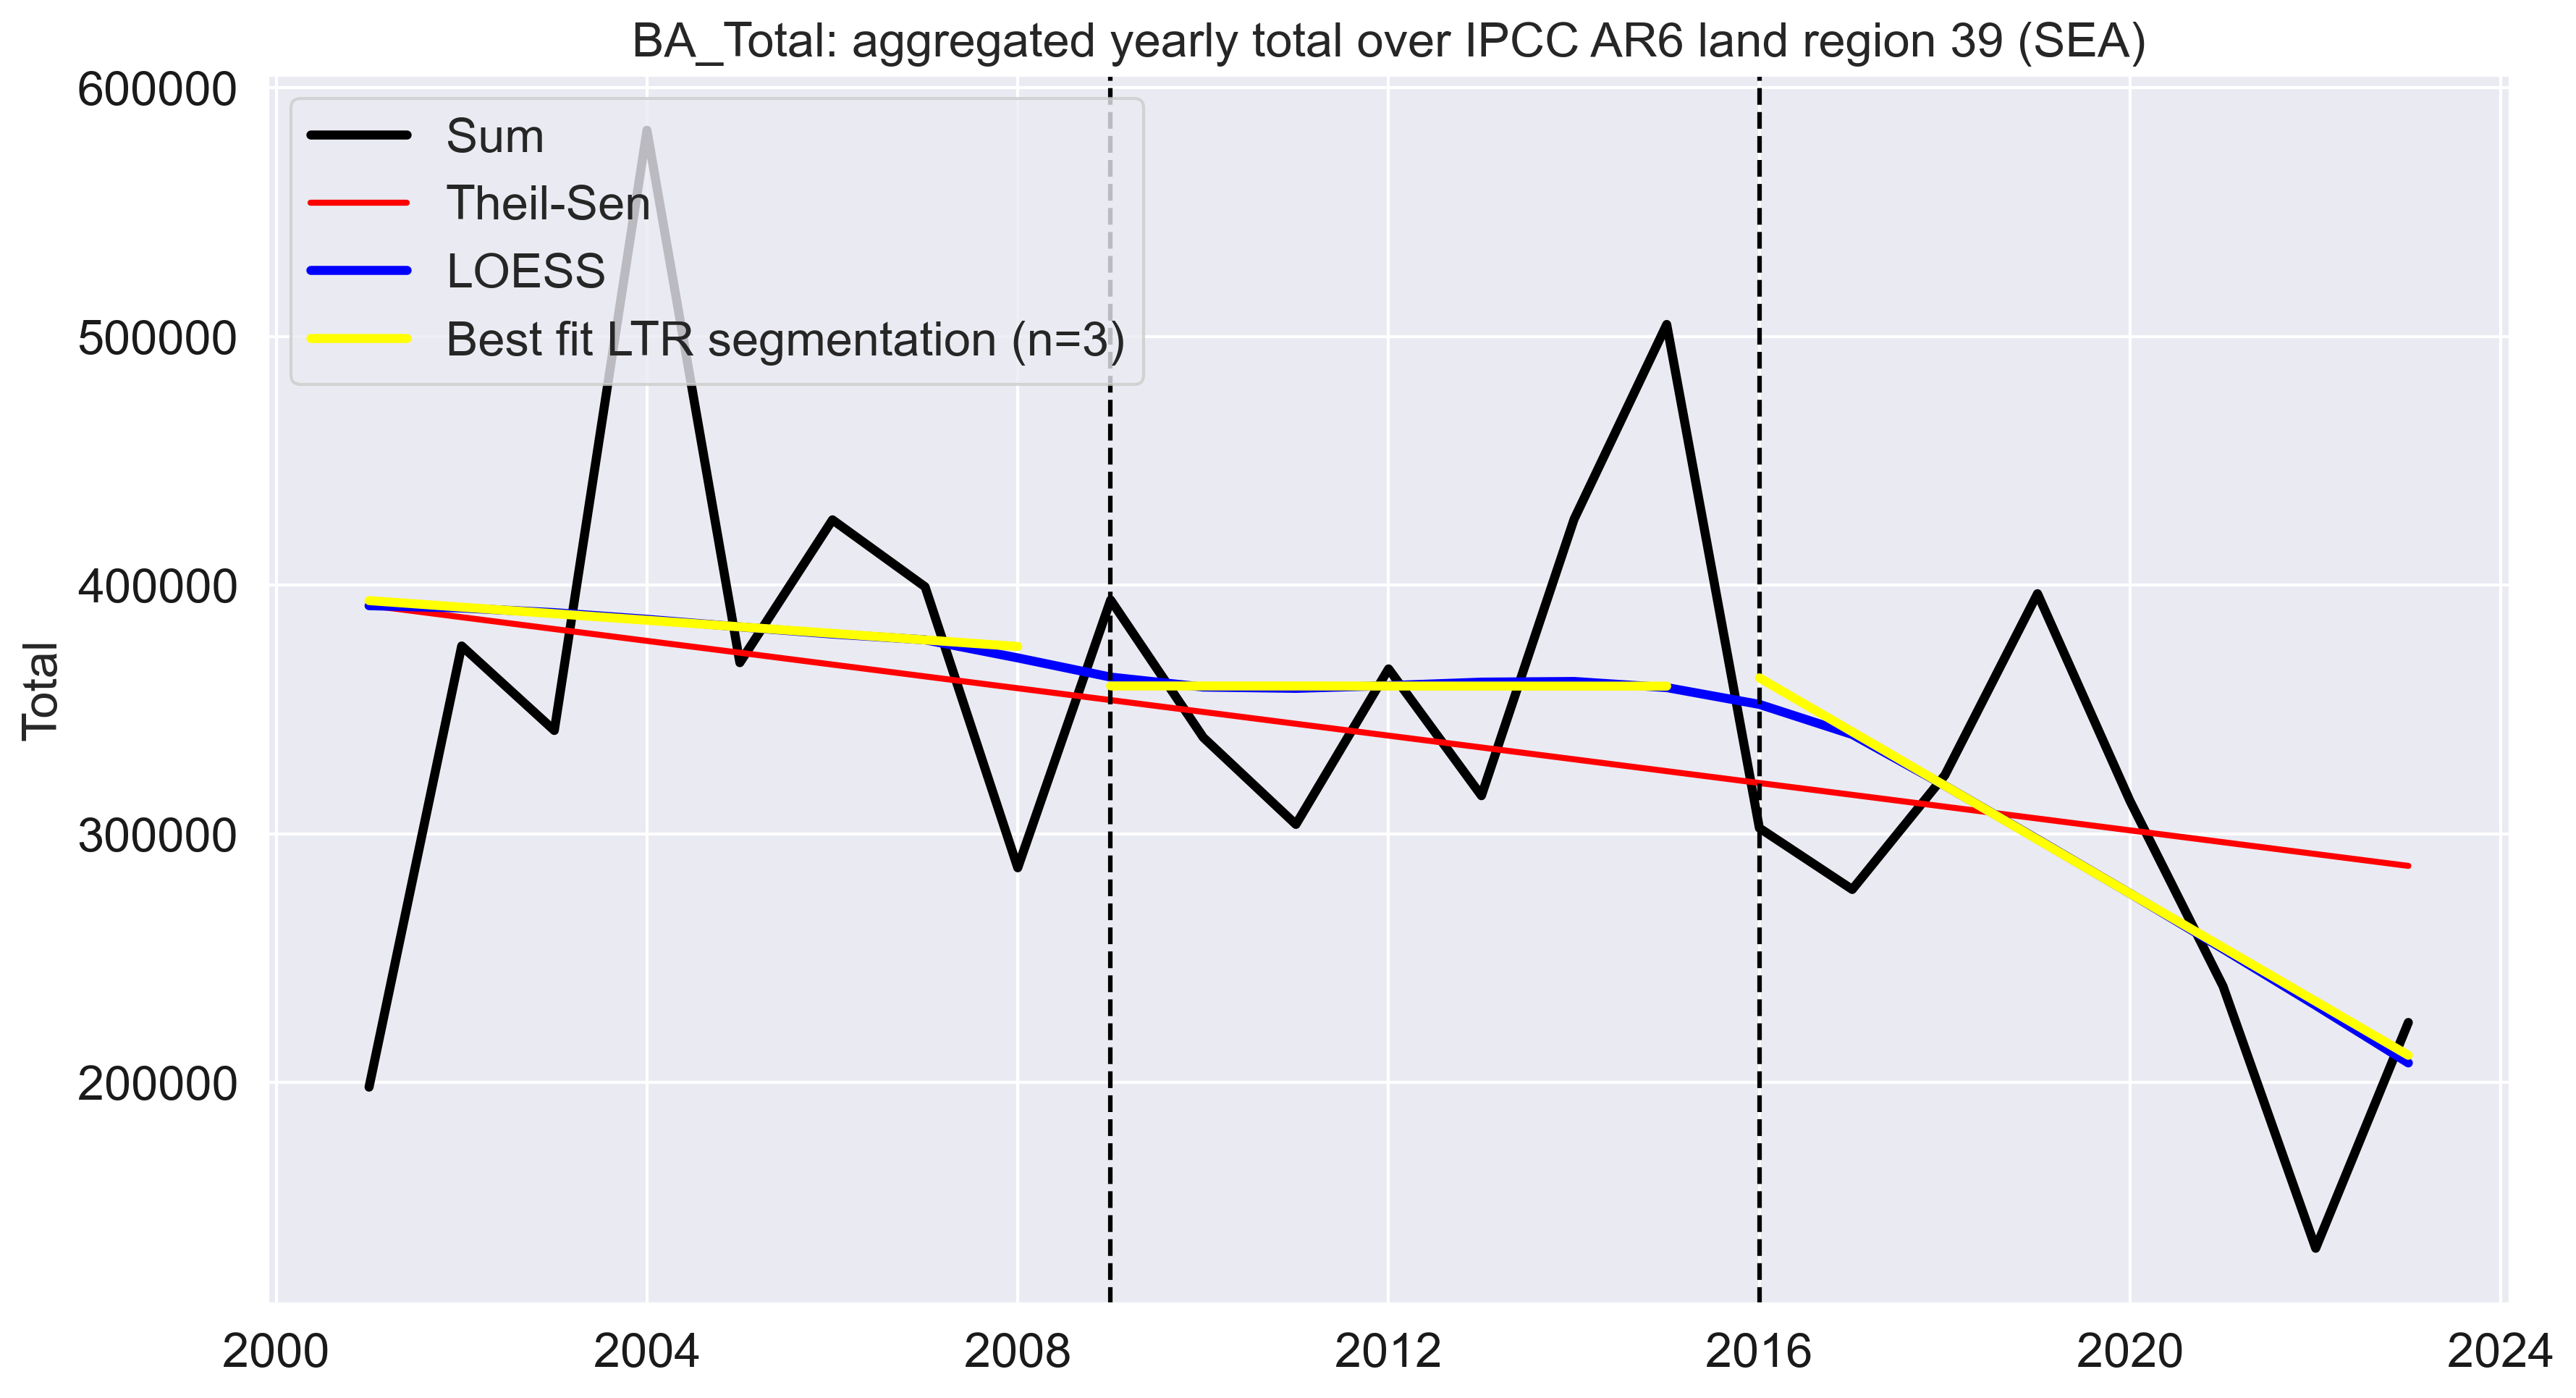 BA_Total: aggregated yearly total over IPCC AR6 land region 39 (SEA)
600000
500000
400000
300000
200000
Total
Sum
Theil-Sen
LOESS
Best fit LTR segmentation (n=3)
2000 2004 2008 2012 2016 2020 2024